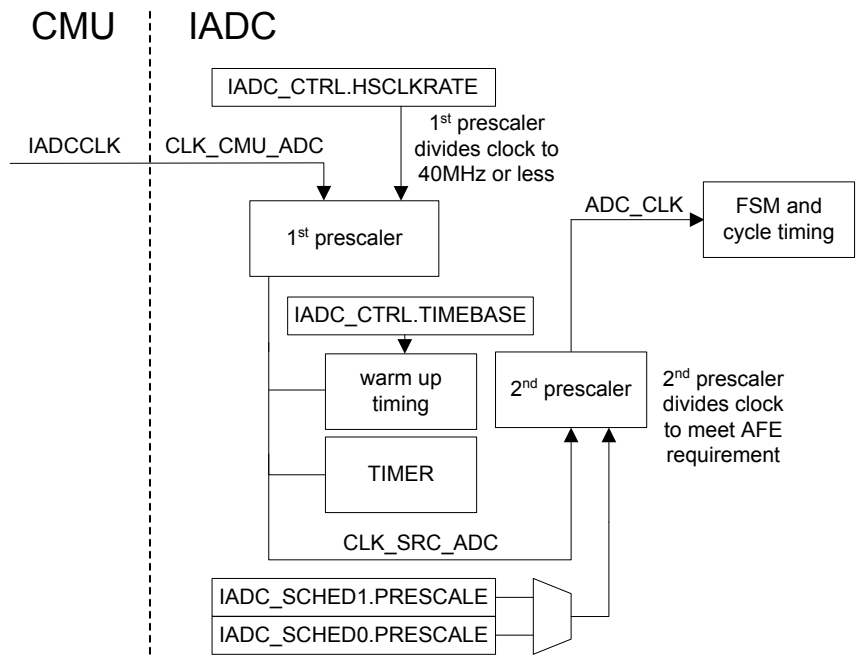 CMU
IADC
IADC_CTRL.HSCLKRATE
1st prescaler
divides clock to
40MHz or less
IADCCLK
CLK_CMU_ADC
ADC_CLK
FSM and
cycle timing
1st prescaler
IADC_CTRL.TIMEBASE
warm up
timing
2nd prescaler
2nd prescaler
divides clock
to meet AFE
requirement
TIMER
CLK_SRC_ADC
IADC_SCHED1.PRESCALE
IADC_SCHED0.PRESCALE